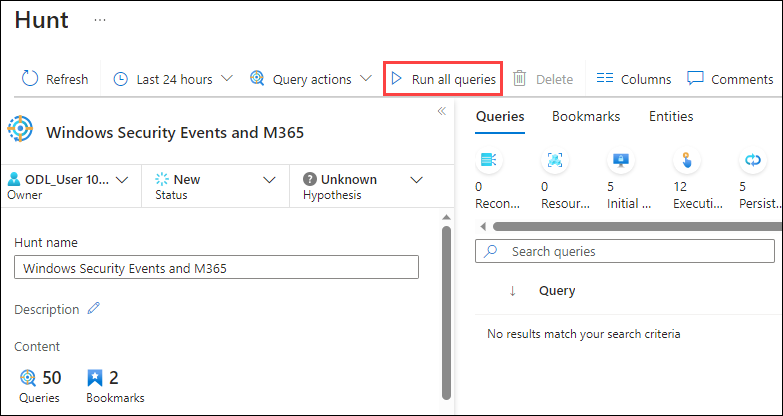 Hunt ...
Refresh Last 24 hours Query actions Run all queries Delete Columns Comments
«
Windows Security Events and M365
ODL_User 10... New Unknown
Owner Status Hypothesis
Hunt name
Windows Security Events and M365
Description
Content
50 2
Queries Bookmarks
Queries Bookmarks Entities
0 0 5 12 5
Recon... Resour... Initial ... Executi... Persist...
Search queries
↓ Query
No results match your search criteria